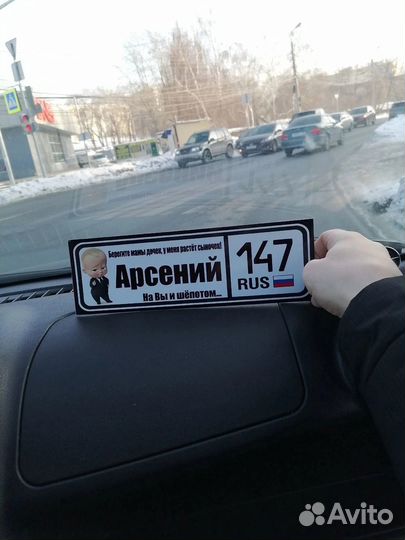 Берегите мамы дочек, у меня растёт сыночек!
Арсений
На Вы и шёпотом...
147
RUS
Avito